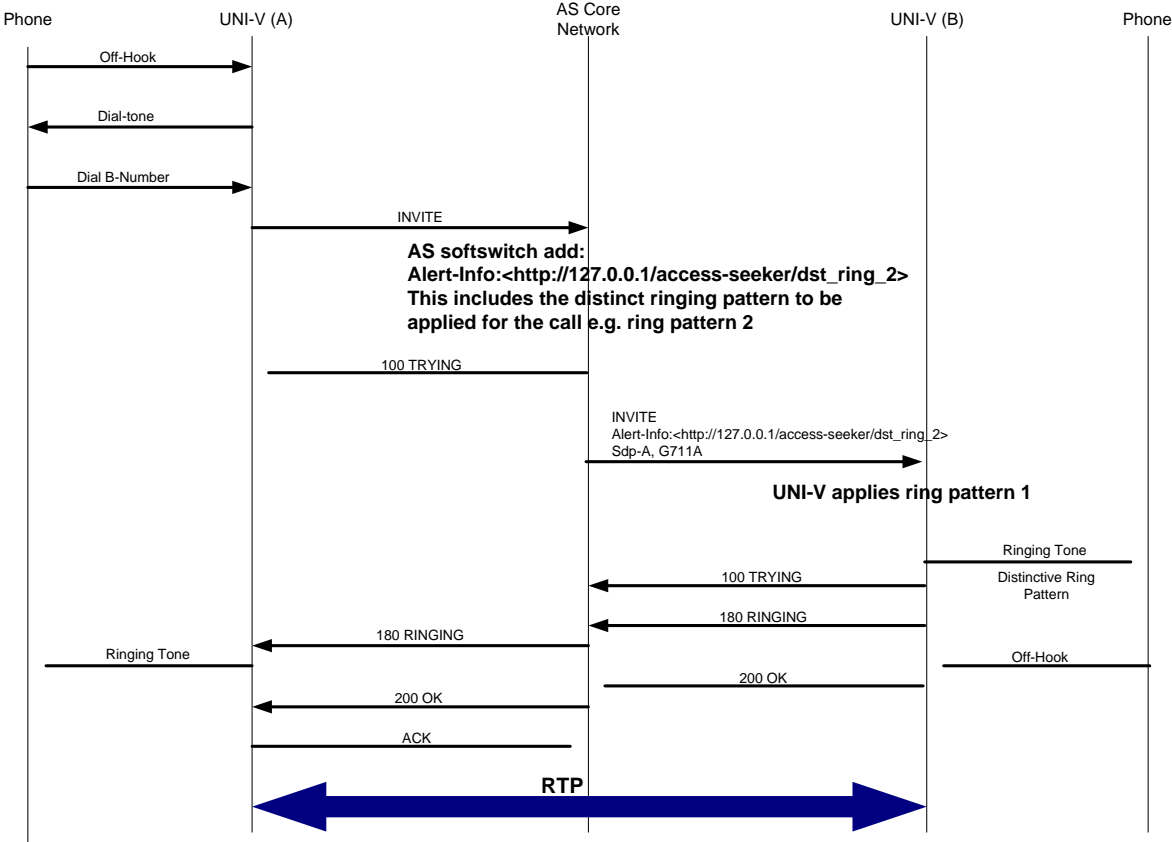 Phone
UNI-V (A)
AS Core
Network
UNI-V (B)
Phone
Off-Hook
Dial-tone
Dial B-Number
INVITE
AS softswitch add:
Alert-Info:<http://127.0.0.1/access-seeker/dst_ring_2>
This includes the distinct ringing pattern to be
applied for the call e.g. ring pattern 2
100 TRYING
INVITE
Alert-Info:<http://127.0.0.1/access-seeker/dst_ring_2>
Sdp-A, G711A
UNI-V applies ring pattern 1
Ringing Tone
Distinctive Ring
Pattern
100 TRYING
180 RINGING
180 RINGING
Ringing Tone
Off-Hook
200 OK
200 OK
ACK
RTP